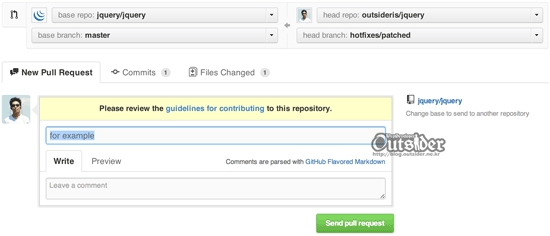 base repo: jquery/jquery
head repo: outsideris/jquery
base branch: master
head branch: hotfixes/patched
New Pull Request
Commits 1
Files Changed 1
Please review the guidelines for contributing to this repository.
jquery/jquery
Change base to send to another repository
for example
Write
Preview
Comments are parsed with GitHub Flavored Markdown
Outsider
http://blog.outsider.ne.kr
Leave a comment
Send pull request